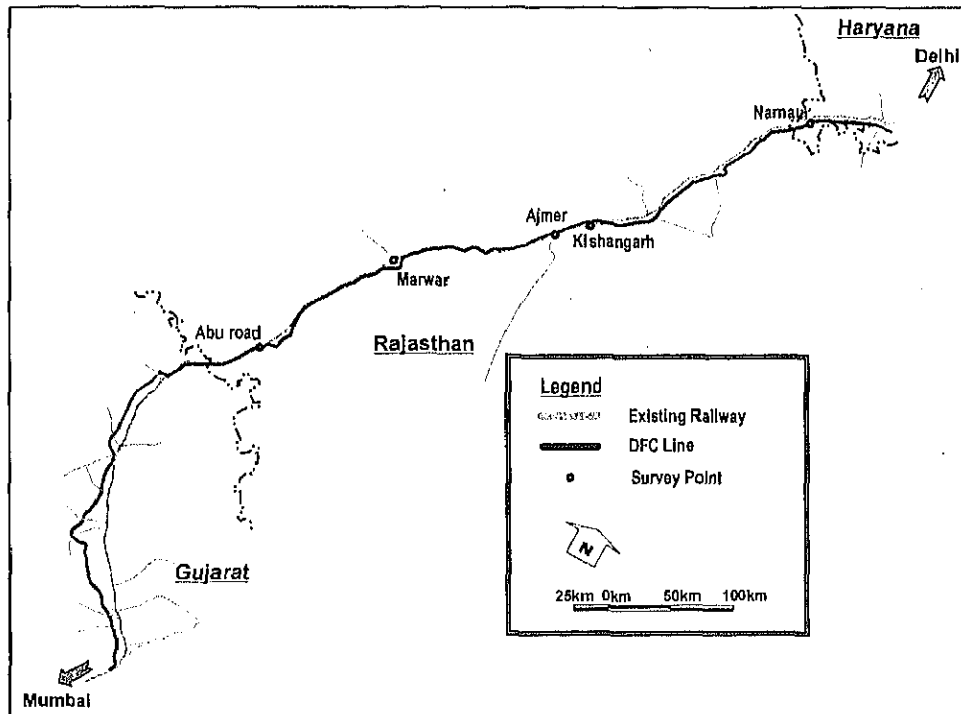 Haryana
Delhi
Narnaul
Ajmer
Kishangarh
Marwar
Abu road
Rajasthan
Legend
Existing Railway
DFC Line
Survey Point
N
25km 0km 50km 100km
Gujarat
Mumbai